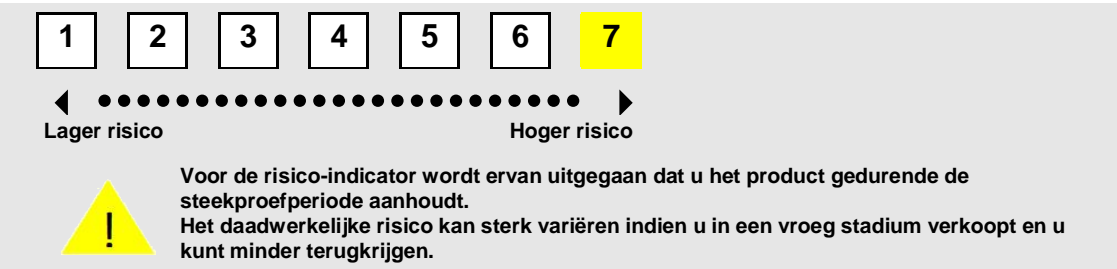 1 2 3 4 5 6 7
Lager risico Hoger risico
!
Voor de risico-indicator wordt ervan uitgegaan dat u het product gedurende de
steekproefperiode aanhoudt.
Het daadwerkelijke risico kan sterk variëren indien u in een vroeg stadium verkoopt en u
kunt minder terugkrijgen.